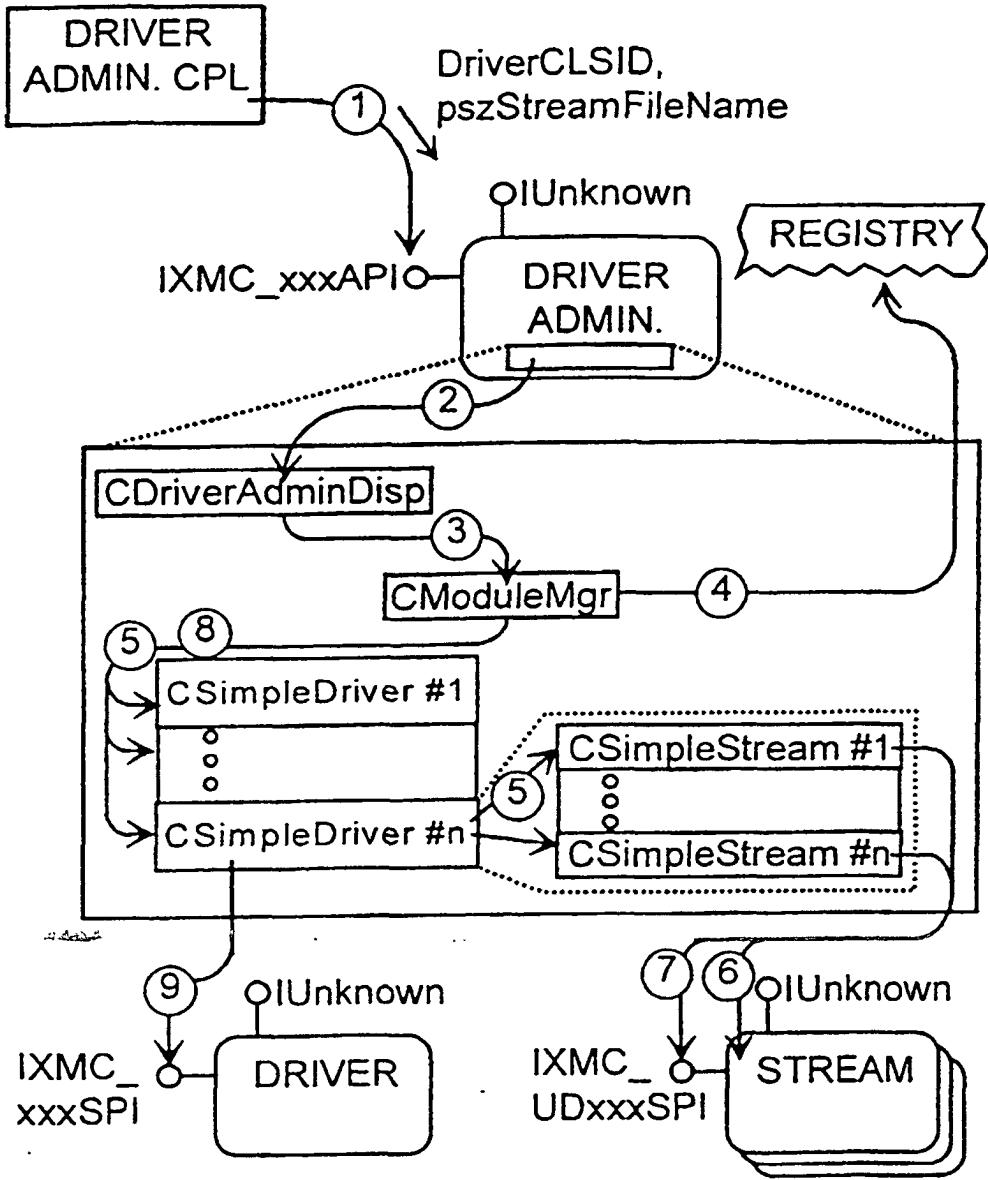 DRIVER
ADMIN. CPL
1
DriverCLSID,
pszStreamFileName
IUnknown
IXMC_xxxAPI
DRIVER
ADMIN.
REGISTRY
2
CDriverAdminDisp
3
CModuleMgr
4
5
8
CSimpleDriver #1
CSimpleStream #1
5
CSimpleDriver #n
CSimpleStream #n
9
IUnknown
7
6
IUnknown
IXMC_
xxxSPI
DRIVER
IXMC_
UDxxxSPI
STREAM